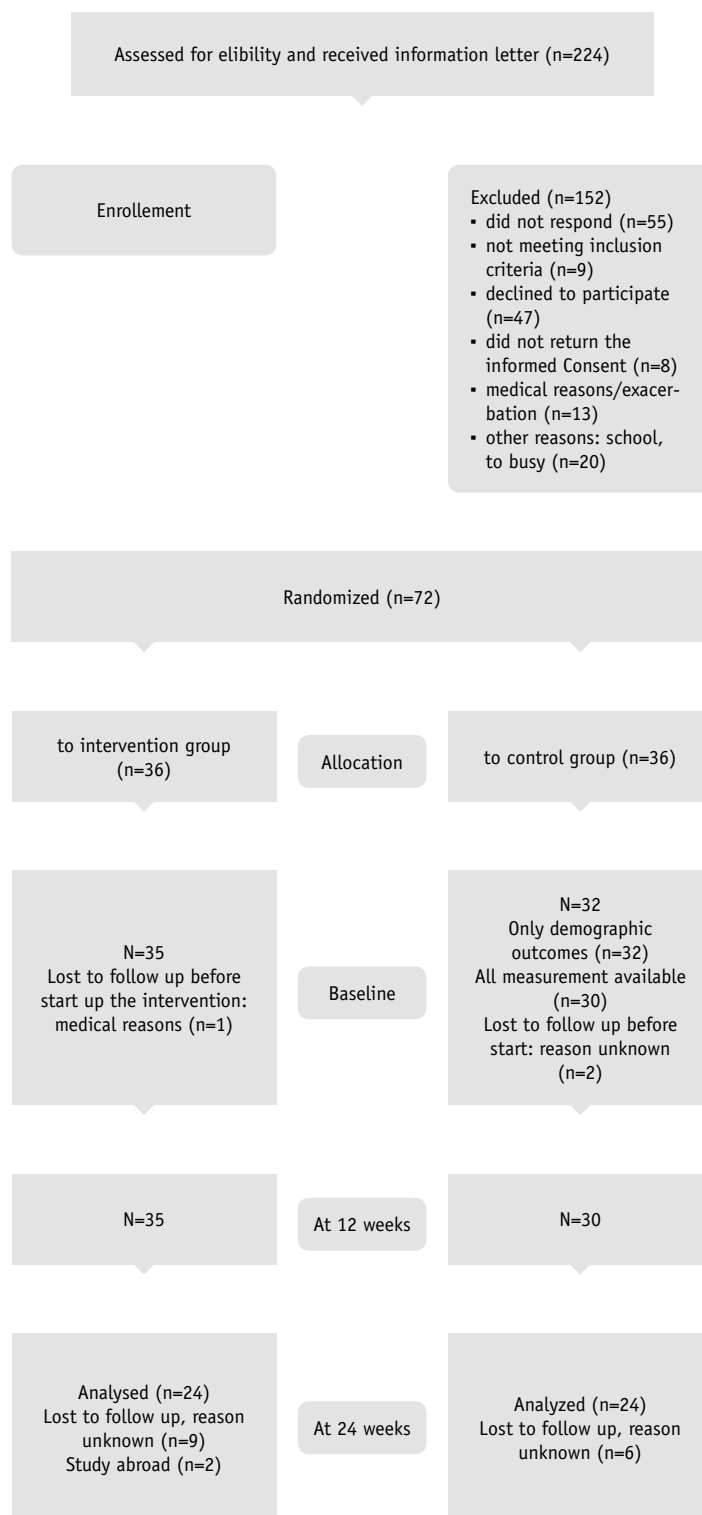 Assessed for elibility and received information letter (n=224)
Enrollement
Excluded (n=152)
▪ did not respond (n=55)
▪ not meeting inclusion
criteria (n=9)
▪ declined to participate
(n=47)
▪ did not return the
informed Consent (n=8)
▪ medical reasons/exacer-
bation (n=13)
▪ other reasons: school,
to busy (n=20)
Randomized (n=72)
to intervention group
(n=36)
Allocation
to control group (n=36)
N=35
Lost to follow up before
start up the intervention:
medical reasons (n=1)
Baseline
N=32
Only demographic
outcomes (n=32)
All measurement available
(n=30)
Lost to follow up before
start: reason unknown
(n=2)
N=35
At 12 weeks
N=30
Analysed (n=24)
Lost to follow up, reason
unknown (n=9)
Study abroad (n=2)
At 24 weeks
Analyzed (n=24)
Lost to follow up, reason
unknown (n=6)